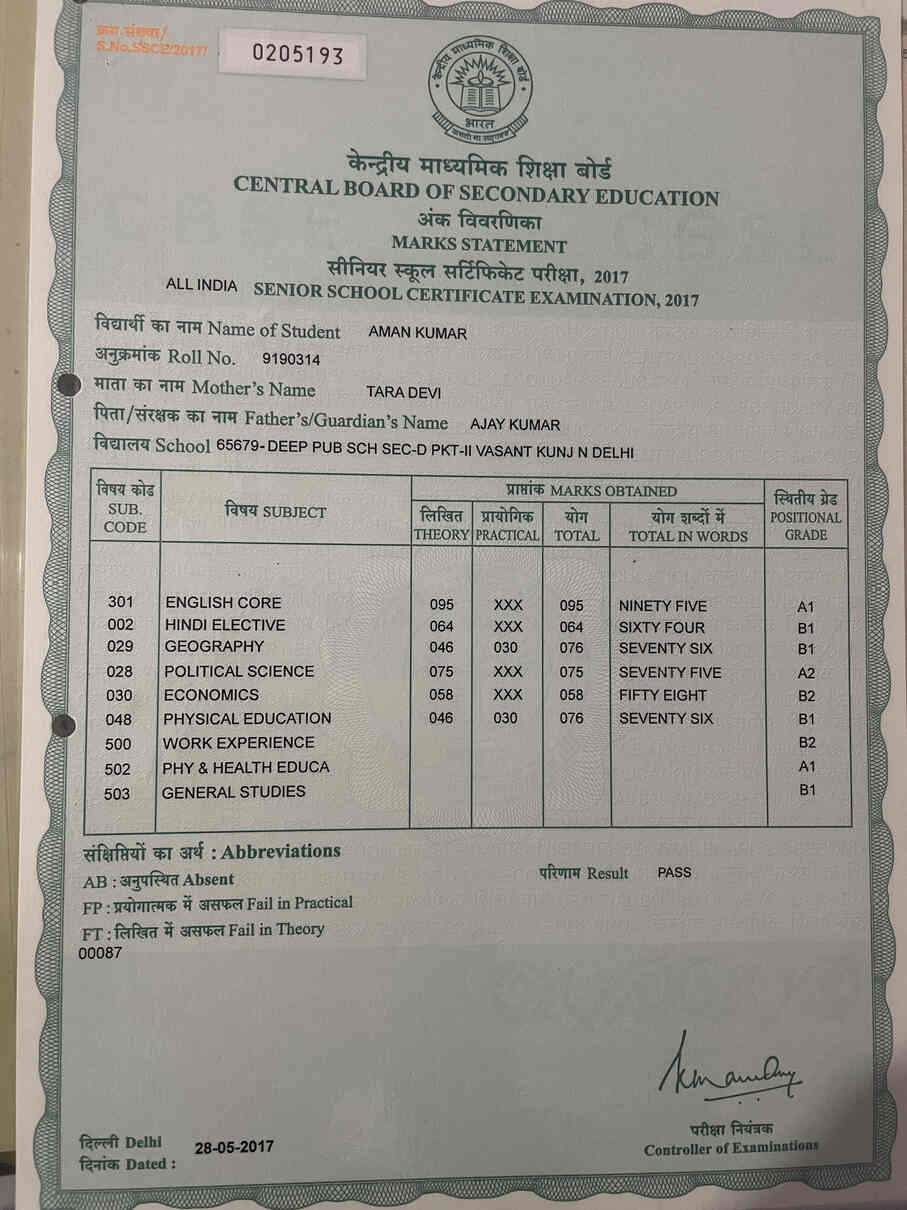 क्रम संख्या/
S.No.SSCE/2017/
0205193
केन्द्रीय माध्यमिक शिक्षा बोर्ड
भारत
असतो मा सद्गमय
केन्द्रीय माध्यमिक शिक्षा बोर्ड
CENTRAL BOARD OF SECONDARY EDUCATION
अंक विवरणिका
MARKS STATEMENT
सीनियर स्कूल सर्टिफिकेट परीक्षा, 2017
ALL INDIA SENIOR SCHOOL CERTIFICATE EXAMINATION, 2017
विद्यार्थी का नाम Name of Student AMAN KUMAR
अनुक्रमांक Roll No. 9190314
माता का नाम Mother's Name TARA DEVI
पिता/संरक्षक का नाम Father's/Guardian's Name AJAY KUMAR
विद्यालय School 65679-DEEP PUB SCH SEC-D PKT-II VASANT KUNJ N DELHI
विषय कोड SUB. CODE विषय SUBJECT प्राप्तांक MARKS OBTAINED स्थितीय ग्रेड POSITIONAL GRADE
लिखित THEORY प्रायोगिक PRACTICAL योग TOTAL योग शब्दों में TOTAL IN WORDS
301 ENGLISH CORE 095 XXX 095 NINETY FIVE A1
002 HINDI ELECTIVE 064 XXX 064 SIXTY FOUR B1
029 GEOGRAPHY 046 030 076 SEVENTY SIX B1
028 POLITICAL SCIENCE 075 XXX 075 SEVENTY FIVE A2
030 ECONOMICS 058 XXX 058 FIFTY EIGHT B2
048 PHYSICAL EDUCATION 046 030 076 SEVENTY SIX B1
500 WORK EXPERIENCE B2
502 PHY & HEALTH EDUCA A1
503 GENERAL STUDIES B1
संक्षिप्तियों का अर्थ : Abbreviations
AB : अनुपस्थित Absent
परिणाम Result PASS
FP : प्रयोगात्मक में असफल Fail in Practical
FT : लिखित में असफल Fail in Theory
00087
परीक्षा नियंत्रक
Controller of Examinations
दिल्ली Delhi
दिनांक Dated : 28-05-2017